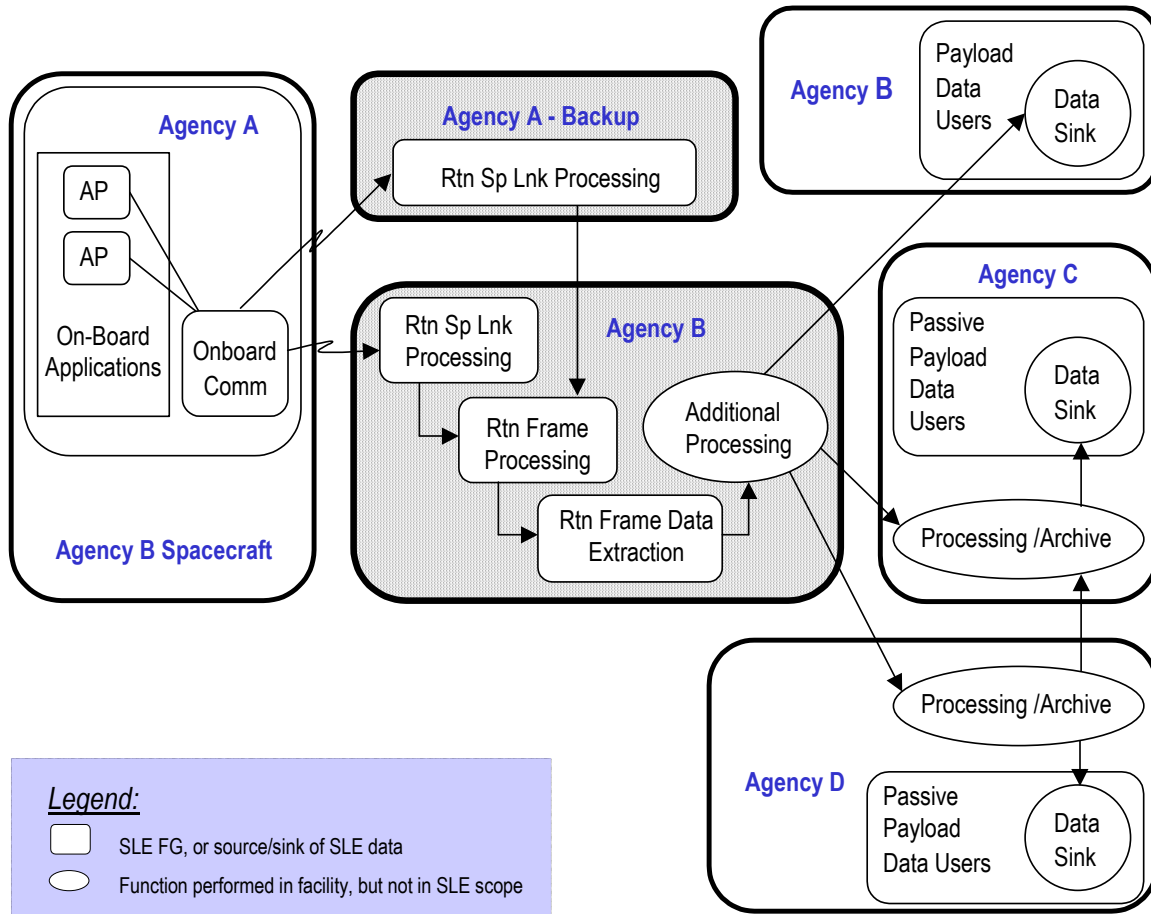 Agency A
AP
AP
On-Board
Applications
Onboard
Comm
Agency B Spacecraft
Agency A - Backup
Rtn Sp Lnk Processing
Agency B
Rtn Sp Lnk
Processing
Rtn Frame
Processing
Rtn Frame Data
Extraction
Additional
Processing
Agency B
Payload
Data
Users
Data
Sink
Agency C
Passive
Payload
Data
Users
Data
Sink
Processing /Archive
Agency D
Processing /Archive
Passive
Payload
Data Users
Data
Sink
Legend:
SLE FG, or source/sink of SLE data
Function performed in facility, but not in SLE scope